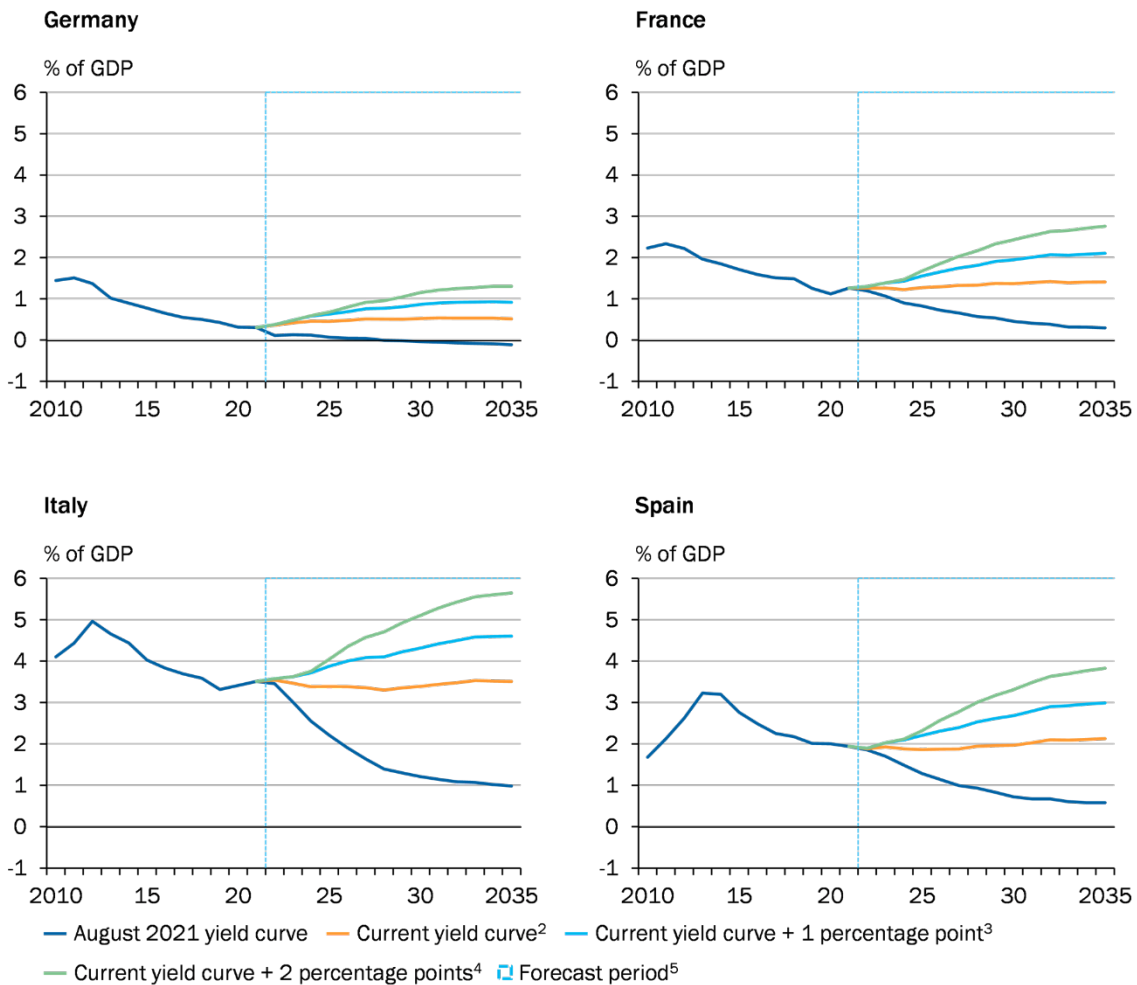 Germany
% of GDP
6
5
4
3
2
1
0
-1
2010 15 20 25 30 2035
France
% of GDP
6
5
4
3
2
1
0
-1
2010 15 20 25 30 2035
Italy
% of GDP
6
5
4
3
2
1
0
-1
2010 15 20 25 30 2035
Spain
% of GDP
6
5
4
3
2
1
0
-1
2010 15 20 25 30 2035
August 2021 yield curve Current yield curve² Current yield curve + 1 percentage point³
Current yield curve + 2 percentage points⁴ Forecast period⁵